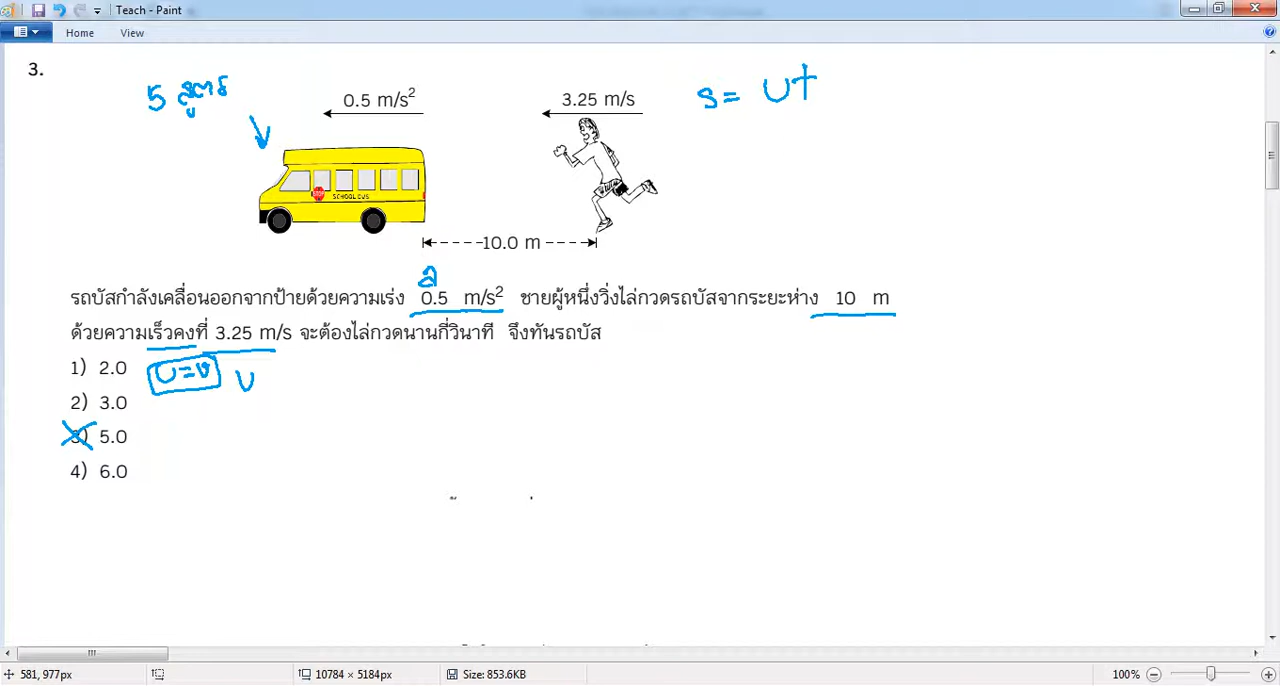 Teach - Paint
Home View
3.
5 สูตร
0.5 m/s²
3.25 m/s
s = ut
SCHOOL BUS
10.0 m
a
รถบัสกำลังเคลื่อนออกจากป้ายด้วยความเร่ง 0.5 m/s² ชายผู้หนึ่งวิ่งไล่กวดรถบัสจากระยะห่าง 10 m
ด้วยความเร็วคงที่ 3.25 m/s จะต้องไล่กวดนานกี่วินาที จึงทันรถบัส
1) 2.0
u = v
v
2) 3.0
3) 5.0
4) 6.0
581, 977px
10784 × 5184px
Size: 853.6KB
100%